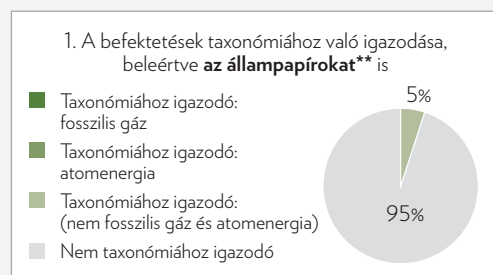 1. A befektetések taxonómiához való igazodása,
beleértve az állampapírokat** is
Taxonómiához igazodó:
fosszilis gáz
Taxonómiához igazodó:
atomenergia
Taxonómiához igazodó:
(nem fosszilis gáz és atomenergia)
Nem taxonómiához igazodó
5%
95%